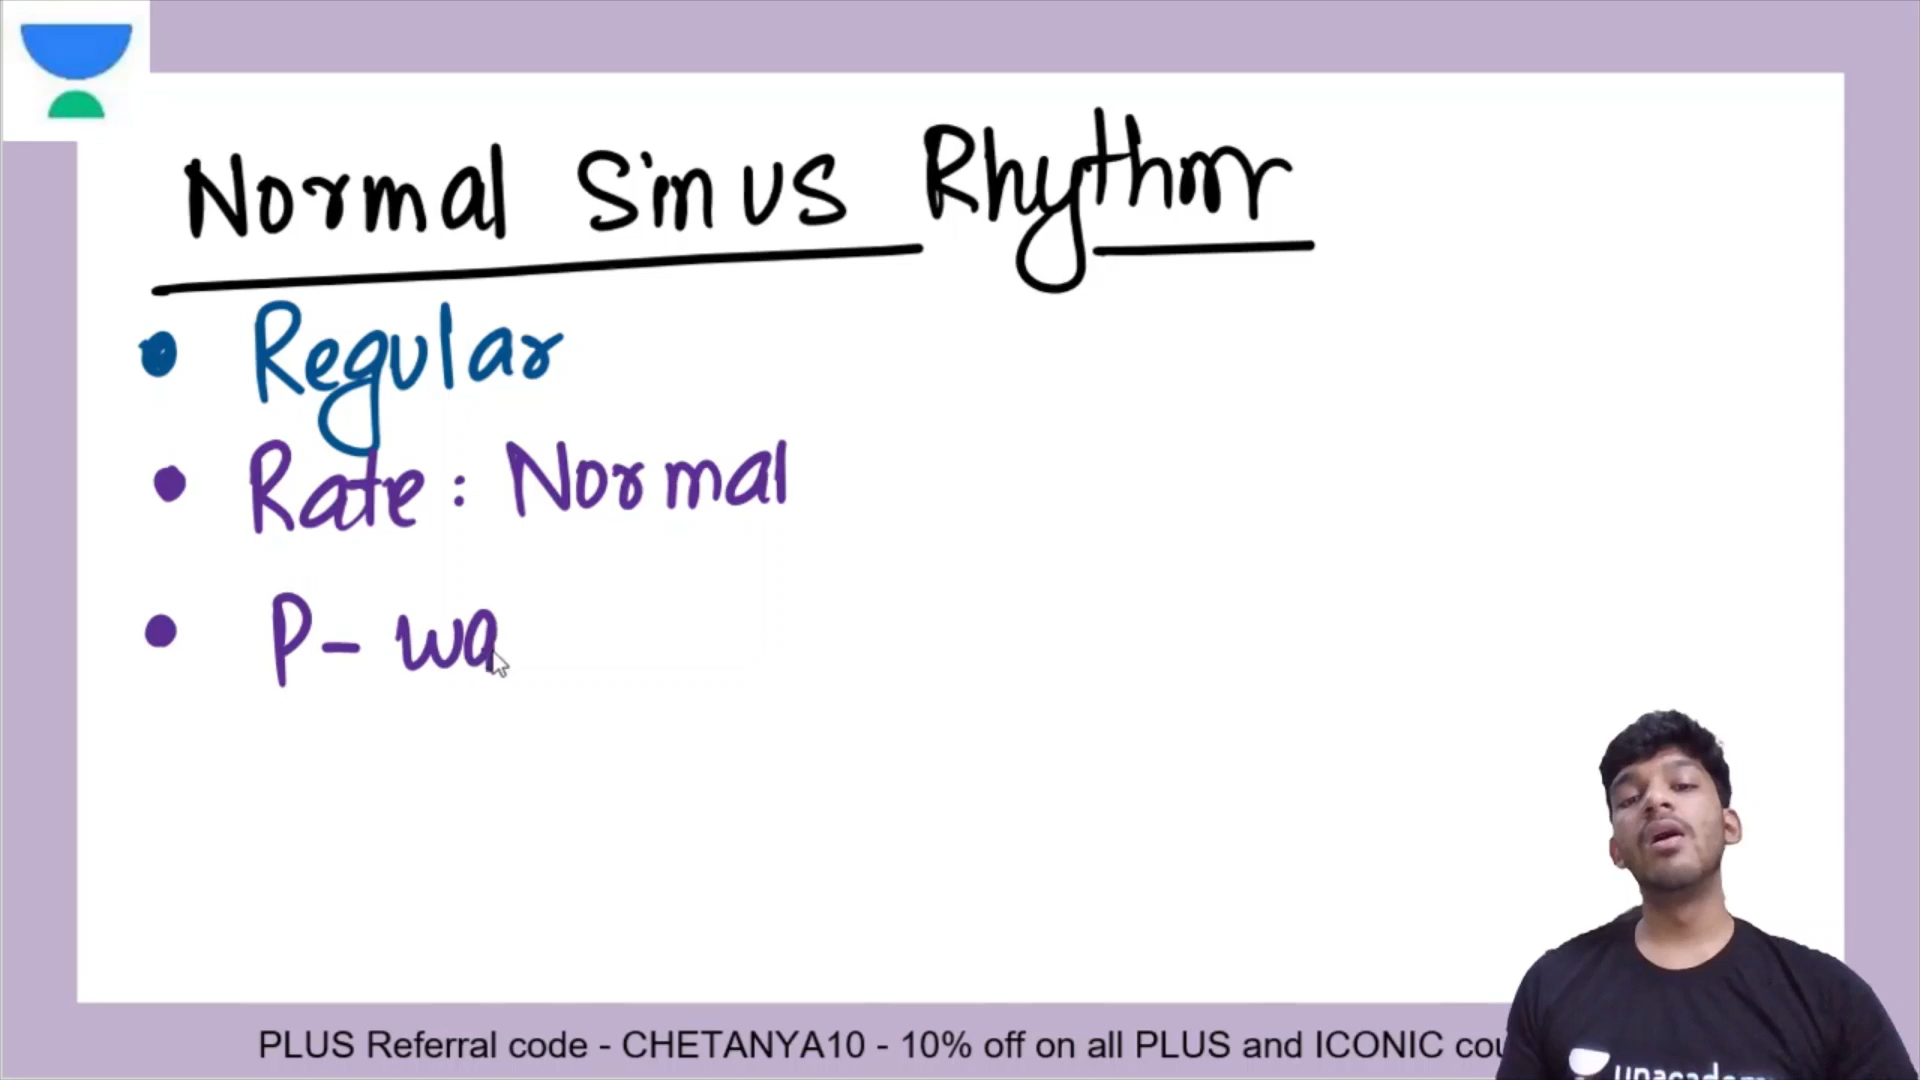 Normal Sinus Rhythm
• Regular
• Rate: Normal
• P- wa
PLUS Referral code - CHETANYA10 - 10% off on all PLUS and ICONIC cou
unacademy